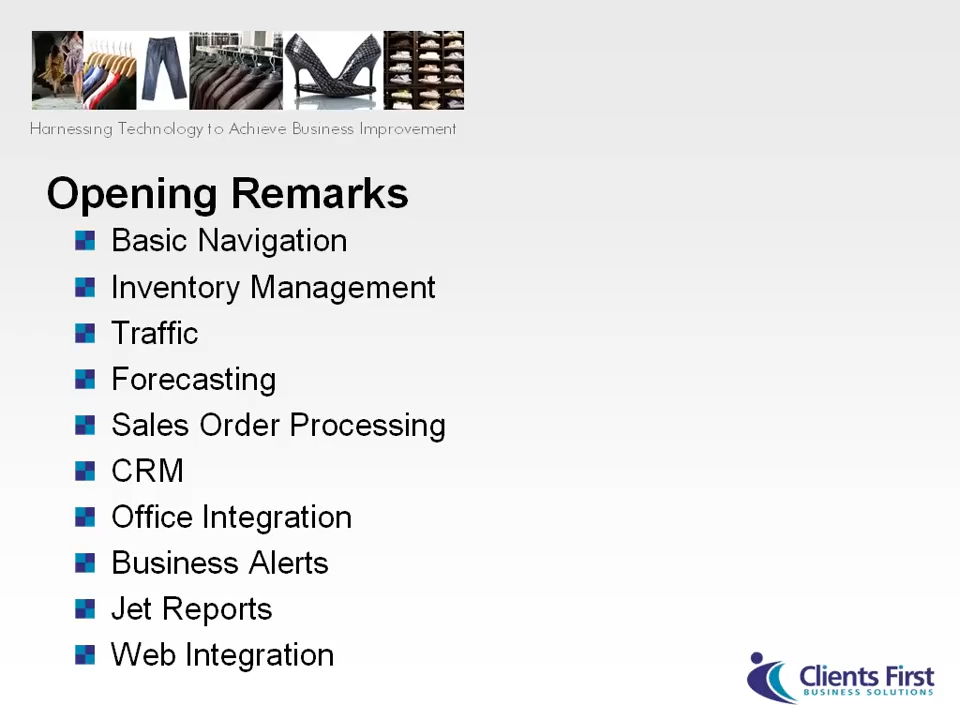 Harnessing Technology to Achieve Business Improvement
Opening Remarks
Basic Navigation
Inventory Management
Traffic
Forecasting
Sales Order Processing
CRM
Office Integration
Business Alerts
Jet Reports
Web Integration
Clients First
BUSINESS SOLUTIONS